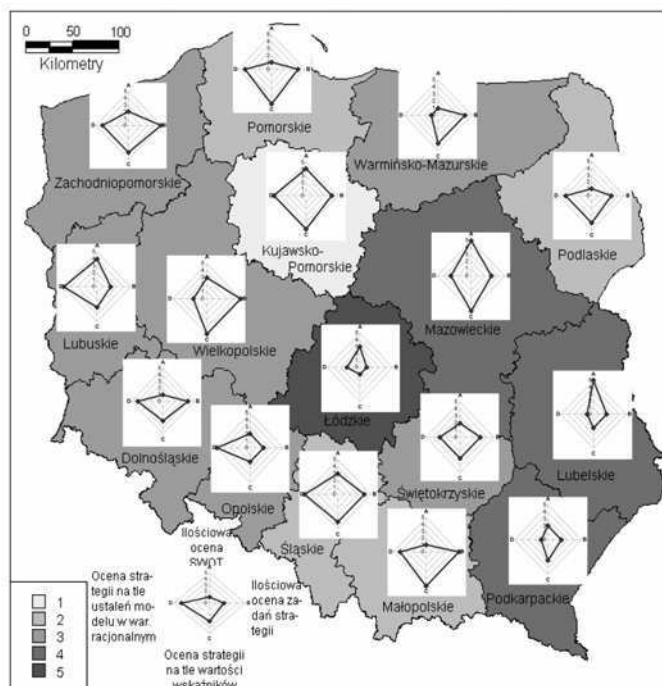 0 50 100
Kilometry
Pomorskie
Warmińsko-Mazurskie
Zachodniopomorskie
Kujawsko-
Pomorskie
Podlaskie
Mazowieckie
Lubuskie
Wielkopolskie
Łódzkie
Dolnośląskie
Lubelskie
Opolskie
Świętokrzyskie
Śląskie
Małopolskie
Podkarpackie
Ilościowa
ocena
SWOT
Ocena stra-
tegii na tle
ustaleń mo-
delu w war.
racjonalnym
Ilościowa
ocena za-
dań stra-
tegii
Ocena strategii
na tle wartości
wskaźników
1
2
3
4
5